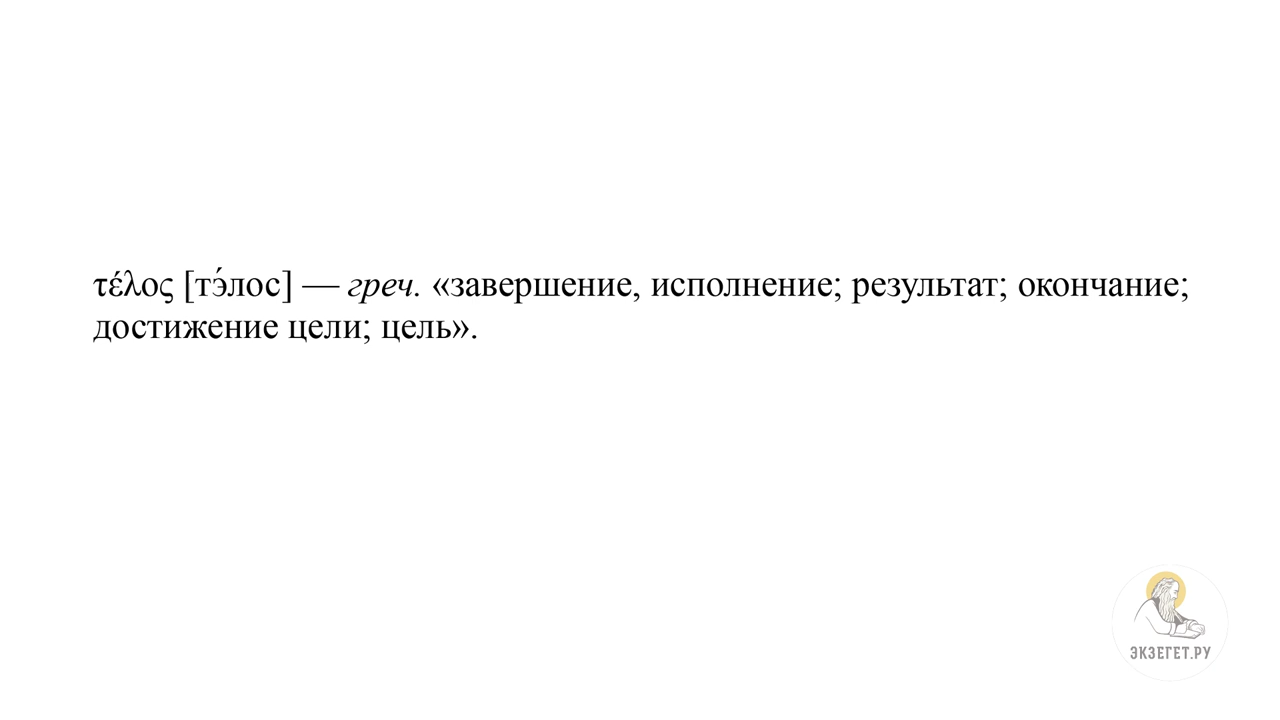 τέλος [тэ́лос] — греч. «завершение, исполнение; результат; окончание;
достижение цели; цель».
ЭКЗЕГЕТ.РУ